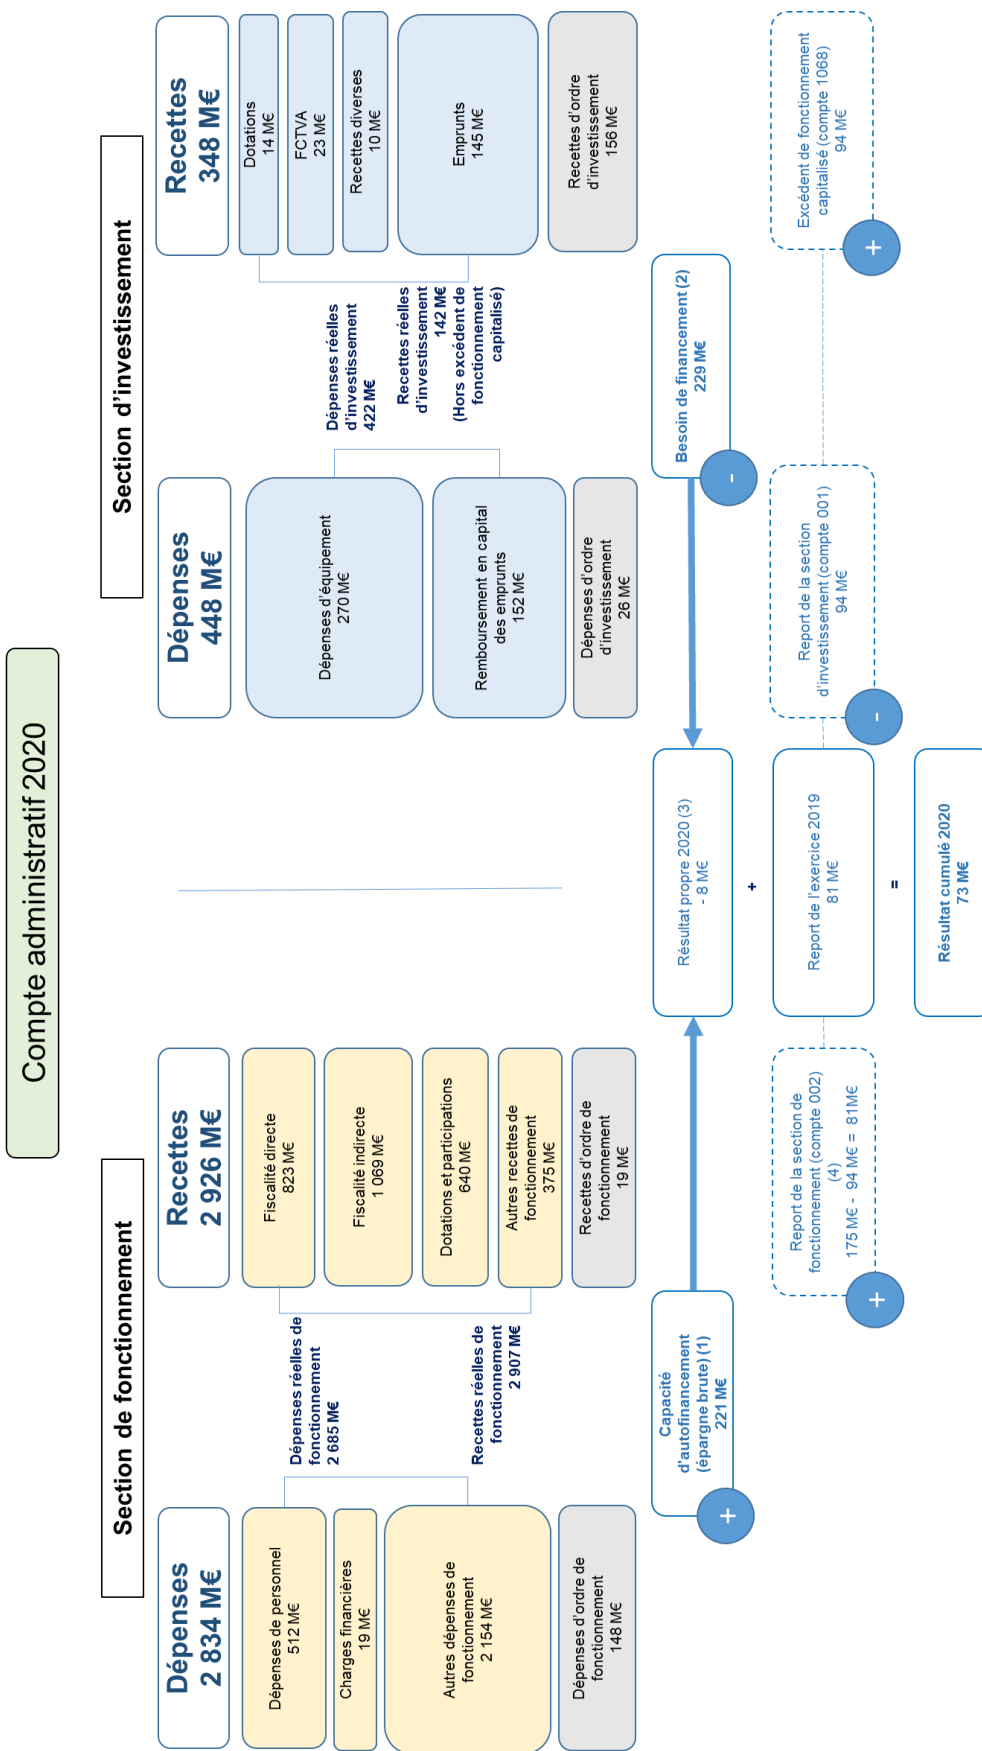 Compte administratif 2020
Section de fonctionnement
Dépenses
2 834 M€
Dépenses de personnel
512 M€
Charges financières
19 M€
Autres dépenses de
fonctionnement
2 154 M€
Dépenses d'ordre de
fonctionnement
148 M€
Dépenses réelles de
fonctionnement
2 685 M€
Recettes réelles de
fonctionnement
2 907 M€
Recettes
2 926 M€
Fiscalité directe
823 M€
Fiscalité indirecte
1 069 M€
Dotations et participations
640 M€
Autres recettes de
fonctionnement
375 M€
Recettes d'ordre de
fonctionnement
19 M€
Section d'investissement
Dépenses
448 M€
Dépenses d'équipement
270 M€
Remboursement en capital
des emprunts
152 M€
Dépenses d'ordre
d'investissement
26 M€
Dépenses réelles
d'investissement
422 M€
Recettes réelles
d'investissement
142 M€
(Hors excédent de
fonctionnement
capitalisé)
Recettes
348 M€
Dotations
14 M€
FCTVA
23 M€
Recettes diverses
10 M€
Emprunts
145 M€
Recettes d'ordre
d'investissement
156 M€
Capacité
d'autofinancement
(épargne brute) (1)
221 M€
+
Résultat propre 2020 (3)
- 8 M€
Besoin de financement (2)
229 M€
-
+
Report de la section de
fonctionnement (compte 002)
(4)
175 M€ - 94 M€ = 81M€
+
Report de l'exercice 2019
81 M€
Report de la section
d'investissement (compte 001)
94 M€
-
Excédent de fonctionnement
capitalisé (compte 1068)
94 M€
+
=
Résultat cumulé 2020
73 M€